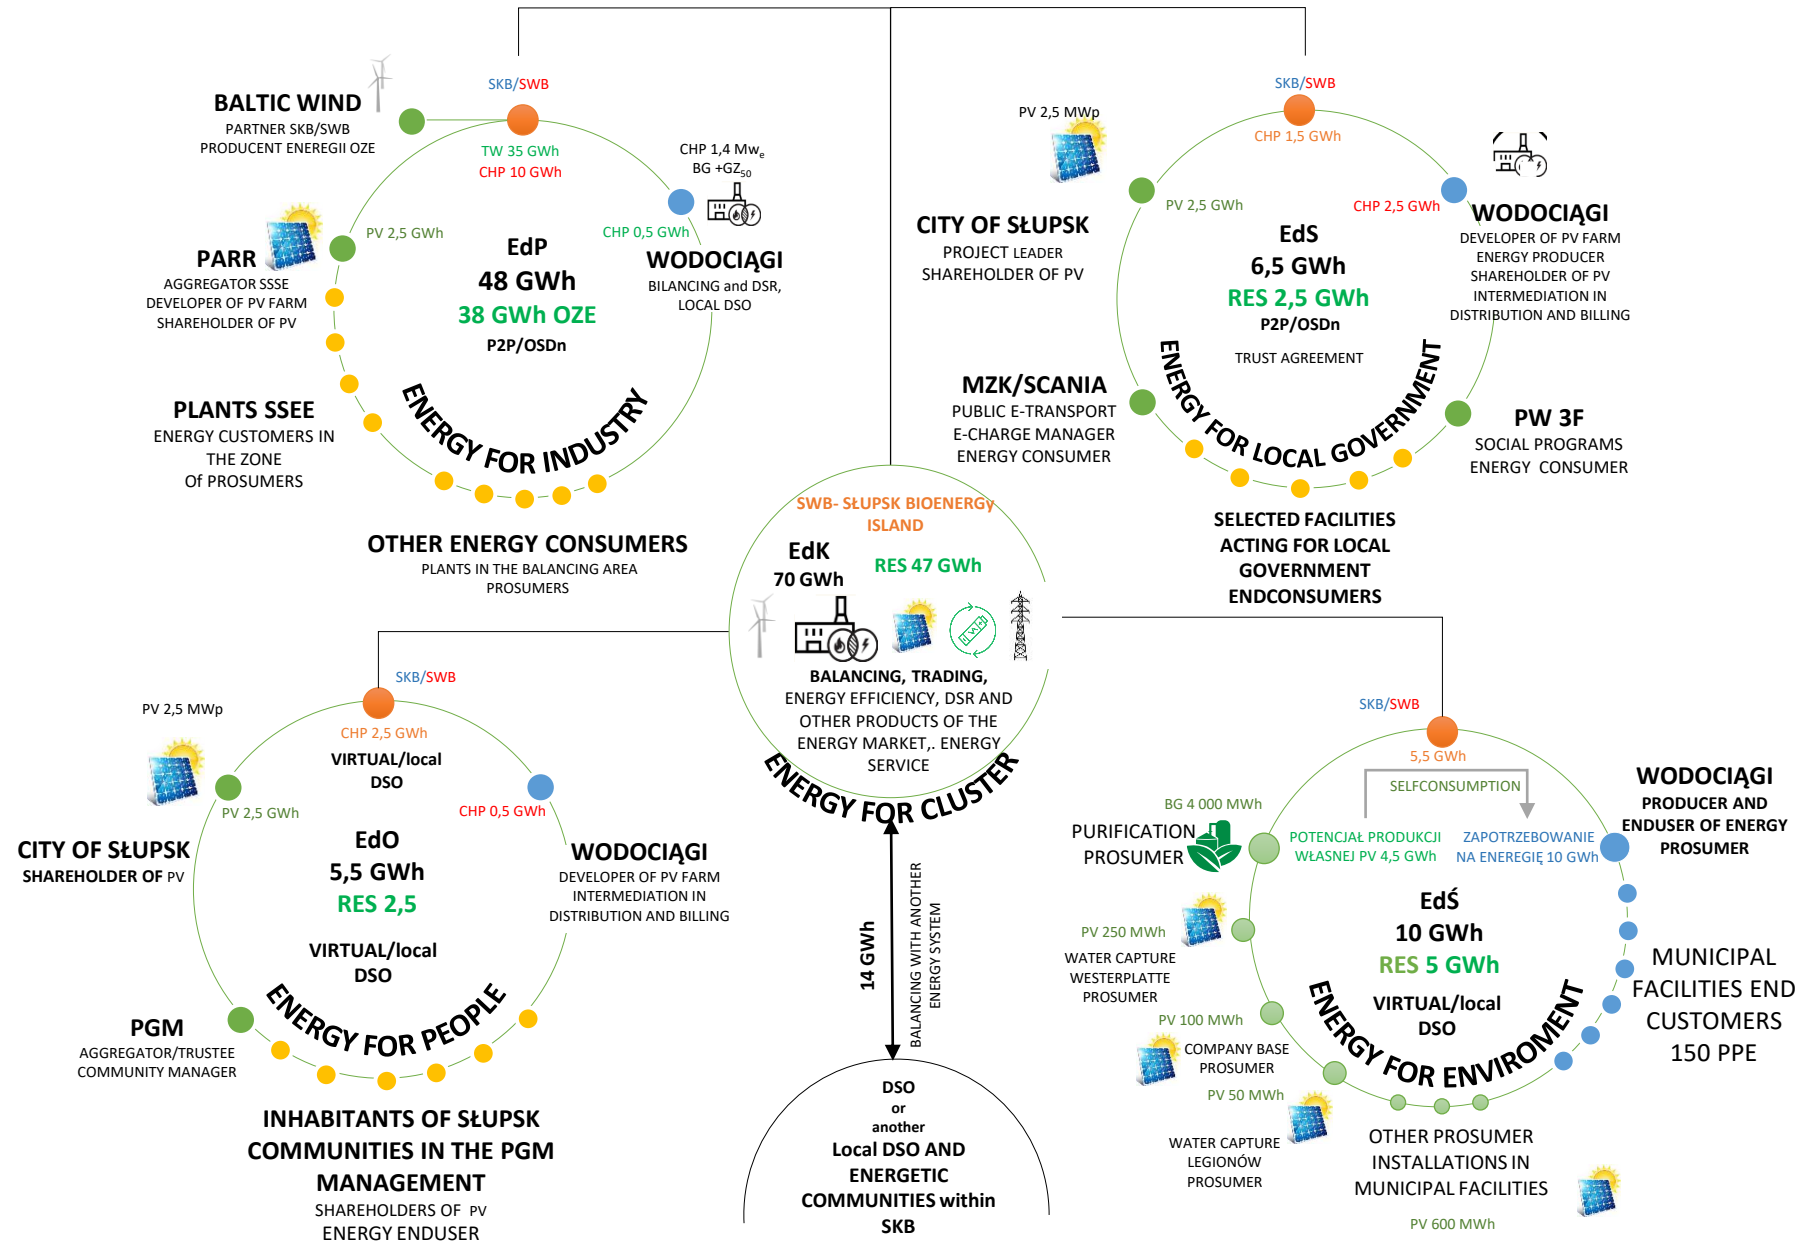 SKB/SWB
BALTIC WIND
PARTNER SKB/SWB
PRODUCENT ENEREGII OZE
TW 35 GWh
CHP 10 GWh
CHP 1,4 Mwe
BG +GZ50
PV 2,5 GWh
CHP 0,5 GWh
PARR
AGGREGATOR SSSE
DEVELOPER OF PV FARM
SHAREHOLDER OF PV
EdP
48 GWh
38 GWh OZE
P2P/OSDn
WODOCIĄGI
BILANCING and DSR,
LOCAL DSO
PLANTS SSEE
ENERGY CUSTOMERS IN
THE ZONE
Of PROSUMERS
ENERGY FOR INDUSTRY
OTHER ENERGY CONSUMERS
PLANTS IN THE BALANCING AREA
PROSUMERS
SKB/SWB
PV 2,5 MWp
CHP 1,5 GWh
PV 2,5 GWh
CHP 2,5 GWh
CITY OF SŁUPSK
PROJECT LEADER
SHAREHOLDER OF PV
EdS
6,5 GWh
RES 2,5 GWh
P2P/OSDn
TRUST AGREEMENT
WODOCIĄGI
DEVELOPER OF PV FARM
ENERGY PRODUCER
SHAREHOLDER OF PV
INTERMEDIATION IN
DISTRIBUTION AND BILLING
MZK/SCANIA
PUBLIC E-TRANSPORT
E-CHARGE MANAGER
ENERGY CONSUMER
PW 3F
SOCIAL PROGRAMS
ENERGY CONSUMER
ENERGY FOR LOCAL GOVERNMENT
SELECTED FACILITIES
ACTING FOR LOCAL
GOVERNMENT
ENDCONSUMERS
SWB- SŁUPSK BIOENERGy
ISLAND
EdK
70 GWh
RES 47 GWh
BALANCING, TRADING,
ENERGY EFFICIENCY, DSR AND
OTHER PRODUCTS OF THE
ENERGY MARKET,. ENERGY
SERVICE
ENERGY FOR CLUSTER
14 GWh
BALANCING WITH ANOTHER
ENERGY SYSTEM
DSO
or
another
Local DSO AND
ENERGETIC
COMMUNITIES within
SKB
SKB/SWB
PV 2,5 MWp
CHP 2,5 GWh
VIRTUAL/local
DSO
PV 2,5 GWh
CHP 0,5 GWh
CITY OF SŁUPSK
SHAREHOLDER OF PV
EdO
5,5 GWh
RES 2,5
VIRTUAL/local
DSO
WODOCIĄGI
DEVELOPER OF PV FARM
INTERMEDIATION IN
DISTRIBUTION AND BILLING
PGM
AGGREGATOR/TRUSTEE
COMMUNITY MANAGER
ENERGY FOR PEOPLE
INHABITANTS OF SŁUPSK
COMMUNITIES IN THE PGM
MANAGEMENT
SHAREHOLDERS OF PV
ENERGY ENDUSER
SKB/SWB
5,5 GWh
SELFCONSUMPTION
BG 4 000 MWh
PURIFICATION
PROSUMER
POTENCJAŁ PRODUKCJI
WŁASNEJ PV 4,5 GWh
ZAPOTRZEBOWANIE
NA ENEREGIĘ 10 GWh
WODOCIĄGI
PRODUCER AND
ENDUSER OF ENERGY
PROSUMER
EdŚ
10 GWh
RES 5 GWh
VIRTUAL/local
DSO
PV 250 MWh
WATER CAPTURE
WESTERPLATTE
PROSUMER
PV 100 MWh
COMPANY BASE
PROSUMER
PV 50 MWh
WATER CAPTURE
LEGIONÓW
PROSUMER
ENERGY FOR ENVIROMENT
MUNICIPAL
FACILITIES END
CUSTOMERS
150 PPE
OTHER PROSUMER
INSTALLATIONS IN
MUNICIPAL FACILITIES
PV 600 MWh